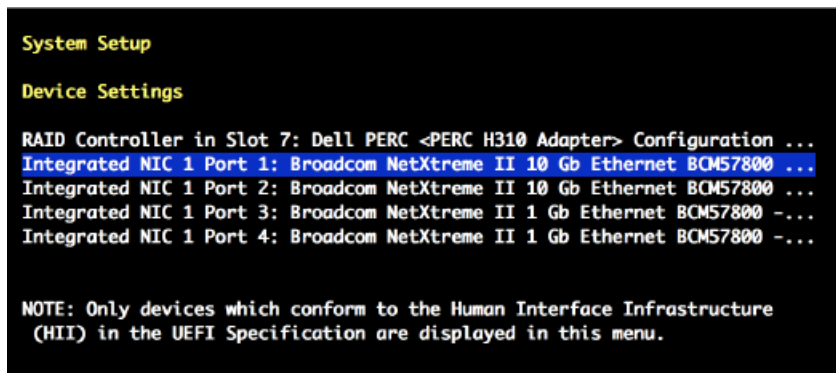 System Setup
Device Settings
RAID Controller in Slot 7: Dell PERC <PERC H310 Adapter> Configuration ...
Integrated NIC 1 Port 1: Broadcom NetXtreme II 10 Gb Ethernet BCM57800 ...
Integrated NIC 1 Port 2: Broadcom NetXtreme II 10 Gb Ethernet BCM57800 ...
Integrated NIC 1 Port 3: Broadcom NetXtreme II 1 Gb Ethernet BCM57800 -...
Integrated NIC 1 Port 4: Broadcom NetXtreme II 1 Gb Ethernet BCM57800 -...
NOTE: Only devices which conform to the Human Interface Infrastructure
(HII) in the UEFI Specification are displayed in this menu.